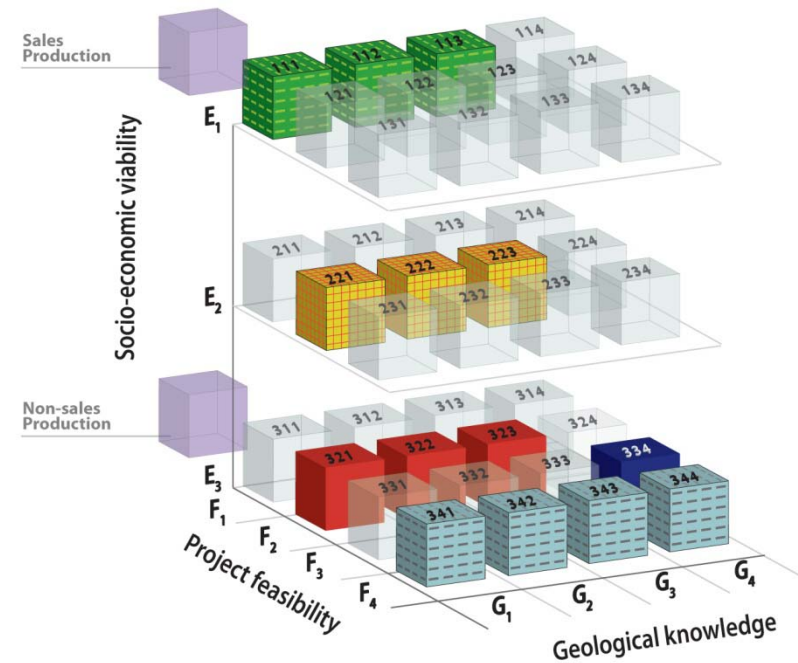 Sales
Production
111
112
113
114
121
122
123
124
131
132
133
134
E1
Socio-economic viability
211
212
213
214
221
222
223
224
231
232
233
234
E2
Non-sales
Production
311
312
313
314
321
322
323
324
331
332
333
334
341
342
343
344
E3
F1
F2
F3
F4
Project feasibility
G1
G2
G3
G4
Geological knowledge